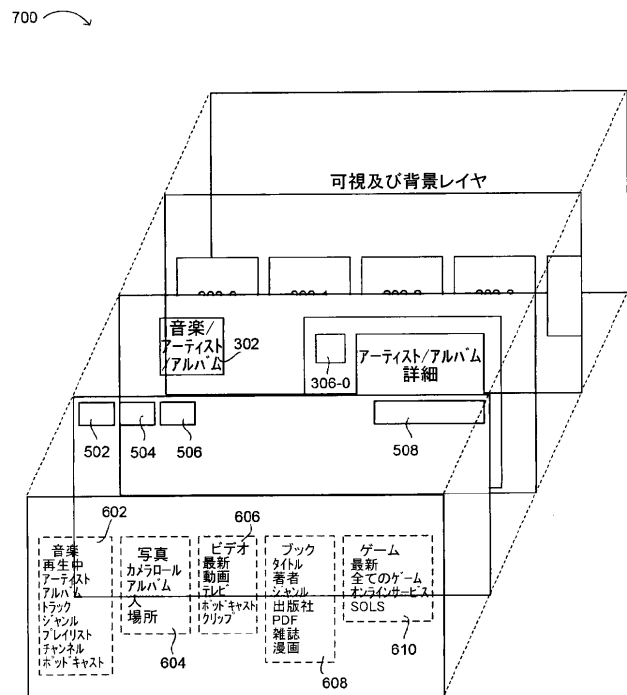 700
可視及び背景レイヤ
音楽/
アーティスト
/アルバム
302
306-0
アーティスト/アルバム
詳細
502
504
506
508
602
音楽
再生中
アーティスト
アルバム
トラック
ジャンル
プレイリスト
チャンネル
ポッドキャスト
写真
カメラロール
アルバム
人
場所
604
606
ビデオ
最新
動画
テレビ
ポッドキャスト
クリップ
ブック
タイトル
著者
ジャンル
出版社
PDF
雑誌
漫画
608
ゲーム
最新
全てのゲーム
オンラインサービス
SOLS
610